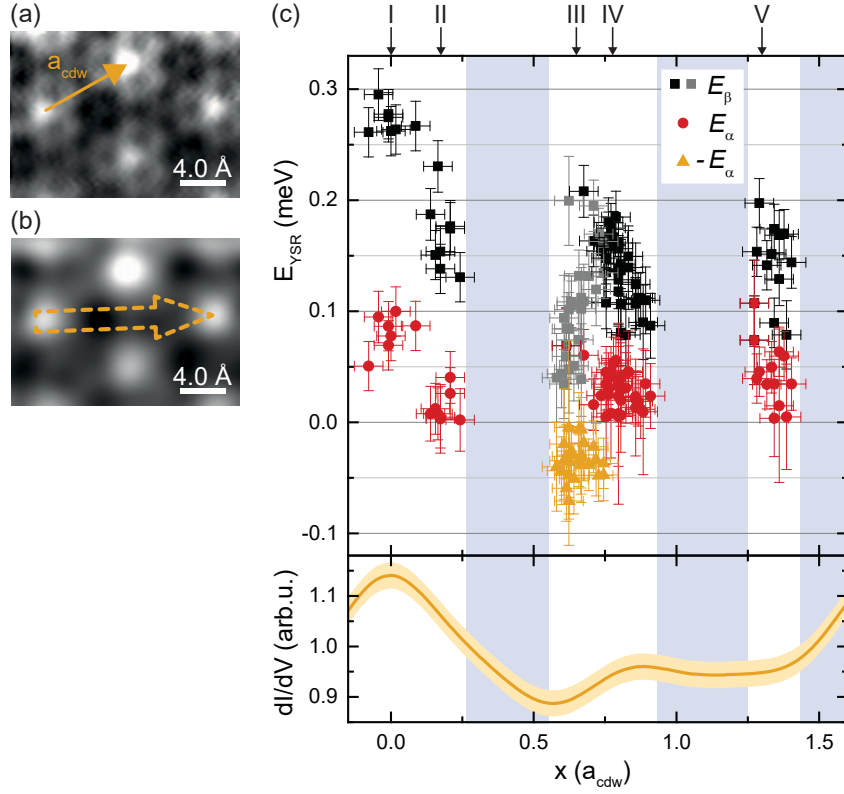 (a)
a_cdw
4.0 Å
(b)
4.0 Å
(c)
I II III IV V
E_β
E_α
-E_α
E_YSR (meV)
0.3
0.2
0.1
0.0
-0.1
dI/dV (arb.u.)
1.1
1.0
0.9
0.0 0.5 1.0 1.5
x (a_cdw)